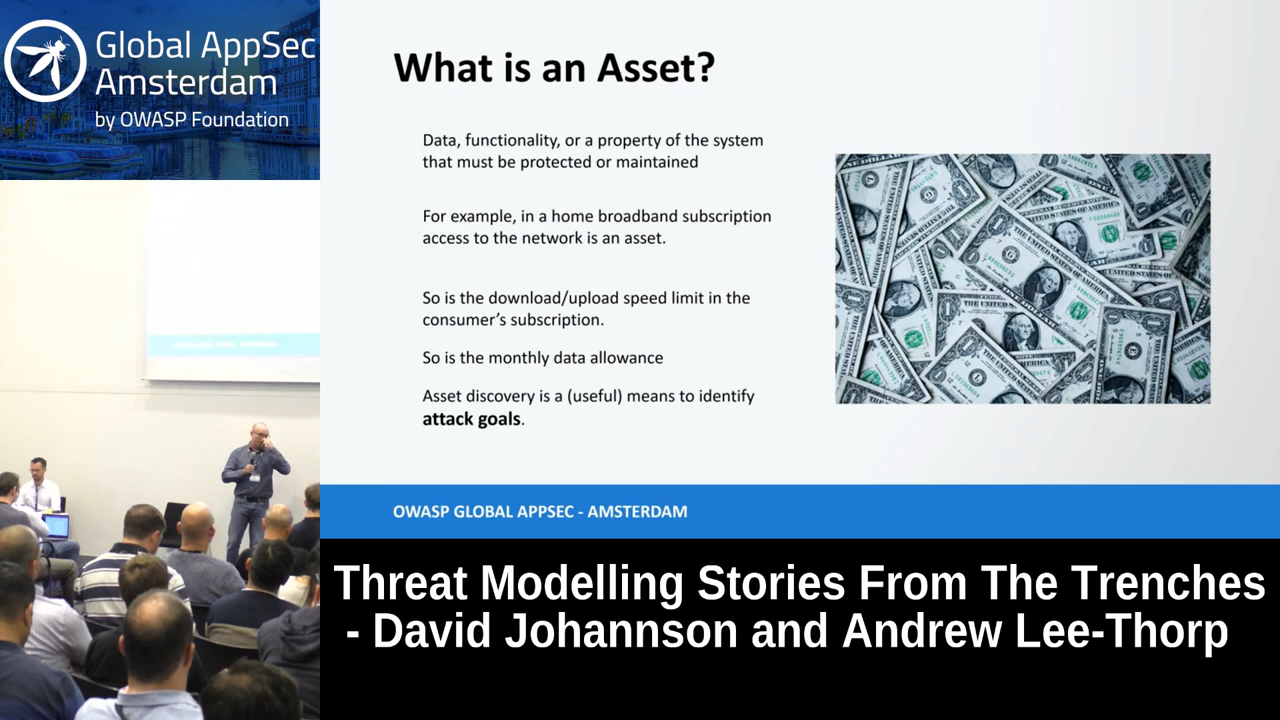 Global AppSec
Amsterdam
by OWASP Foundation
What is an Asset?
Data, functionality, or a property of the system
that must be protected or maintained
For example, in a home broadband subscription
access to the network is an asset.
So is the download/upload speed limit in the
consumer’s subscription.
So is the monthly data allowance
Asset discovery is a (useful) means to identify
attack goals.
OWASP GLOBAL APPSEC - AMSTERDAM
Threat Modelling Stories From The Trenches
- David Johannson and Andrew Lee-Thorp